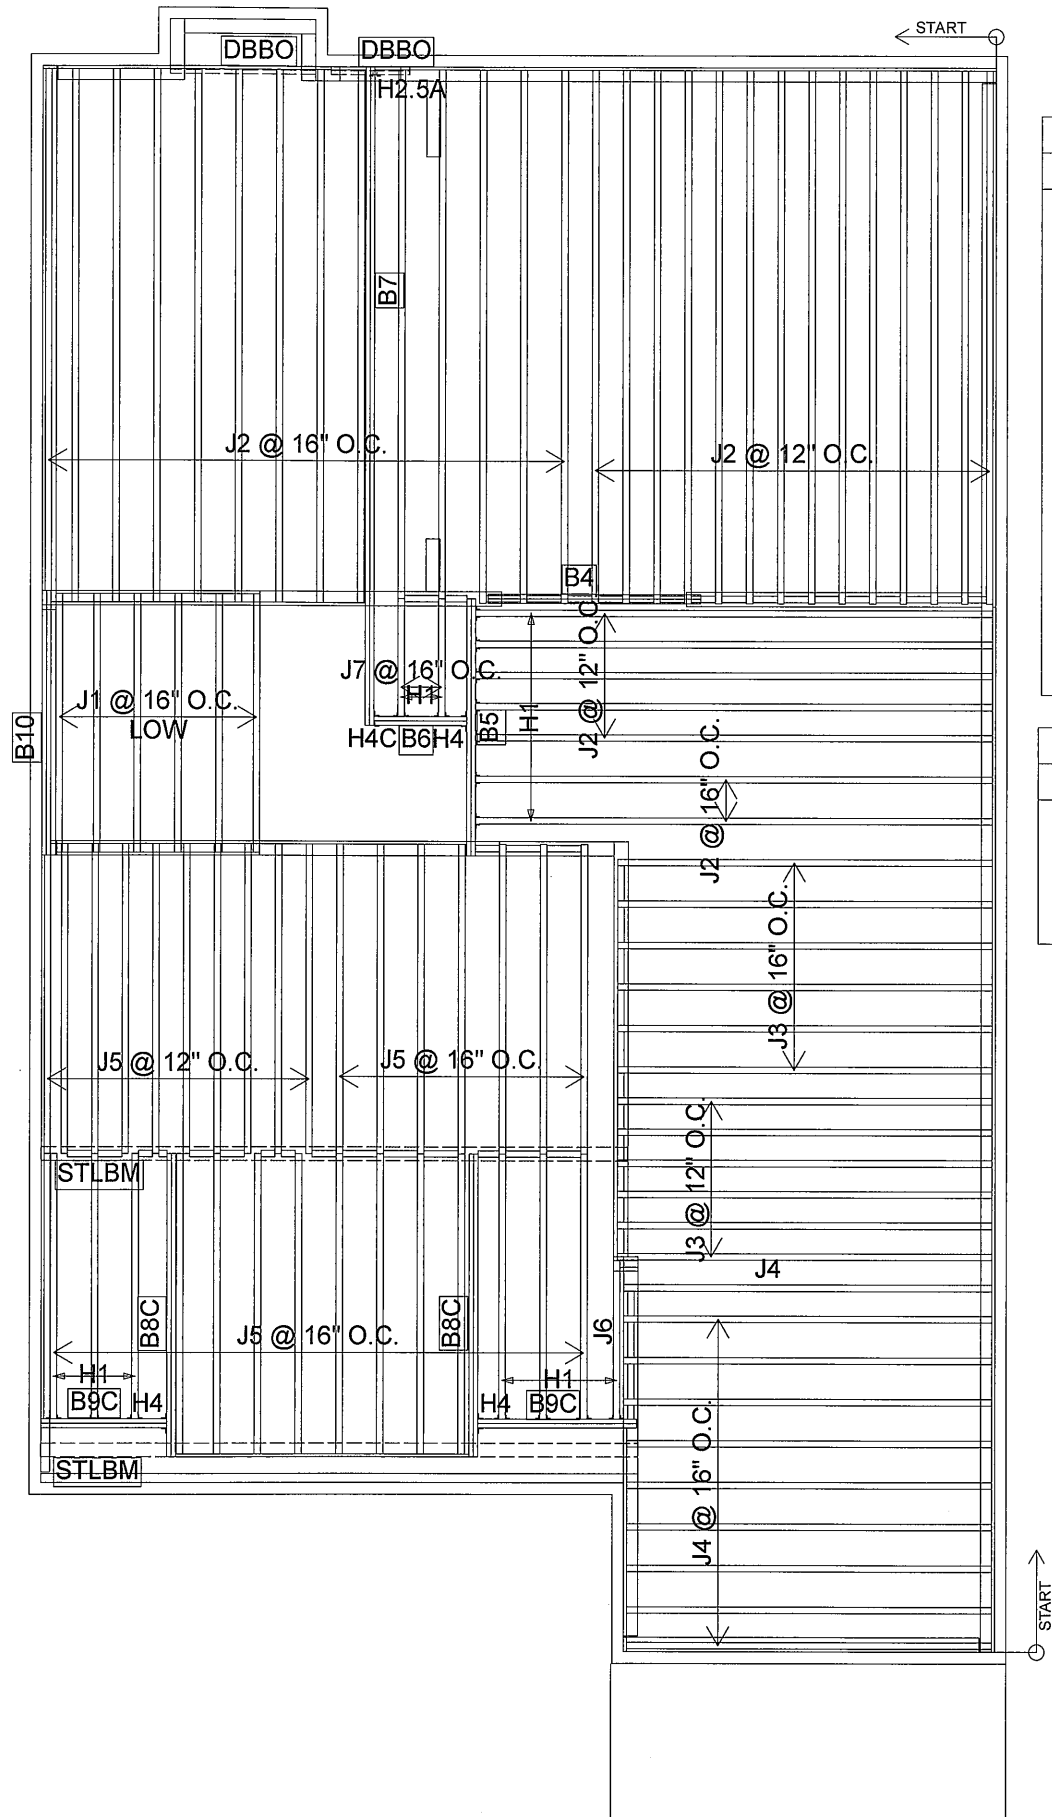 START
DBBO
DBBO
H2.5A
B7
J2 @ 16" O.C.
J2 @ 12" O.C.
B4
J7 @ 16" O.C.
H1
J1 @ 16" O.C.
LOW
B10
H4C
B6
H4
B5
H1
J2 @ 12" O.C.
J2 @ 16" O.C.
J3 @ 16" O.C.
J5 @ 12" O.C.
J5 @ 16" O.C.
J3 @ 12" O.C.
STLBM
J4
B8C
J5 @ 16" O.C.
B8C
J6
H1
B9C
H4
H4
H1
B9C
STLBM
J4 @ 16" O.C.
START